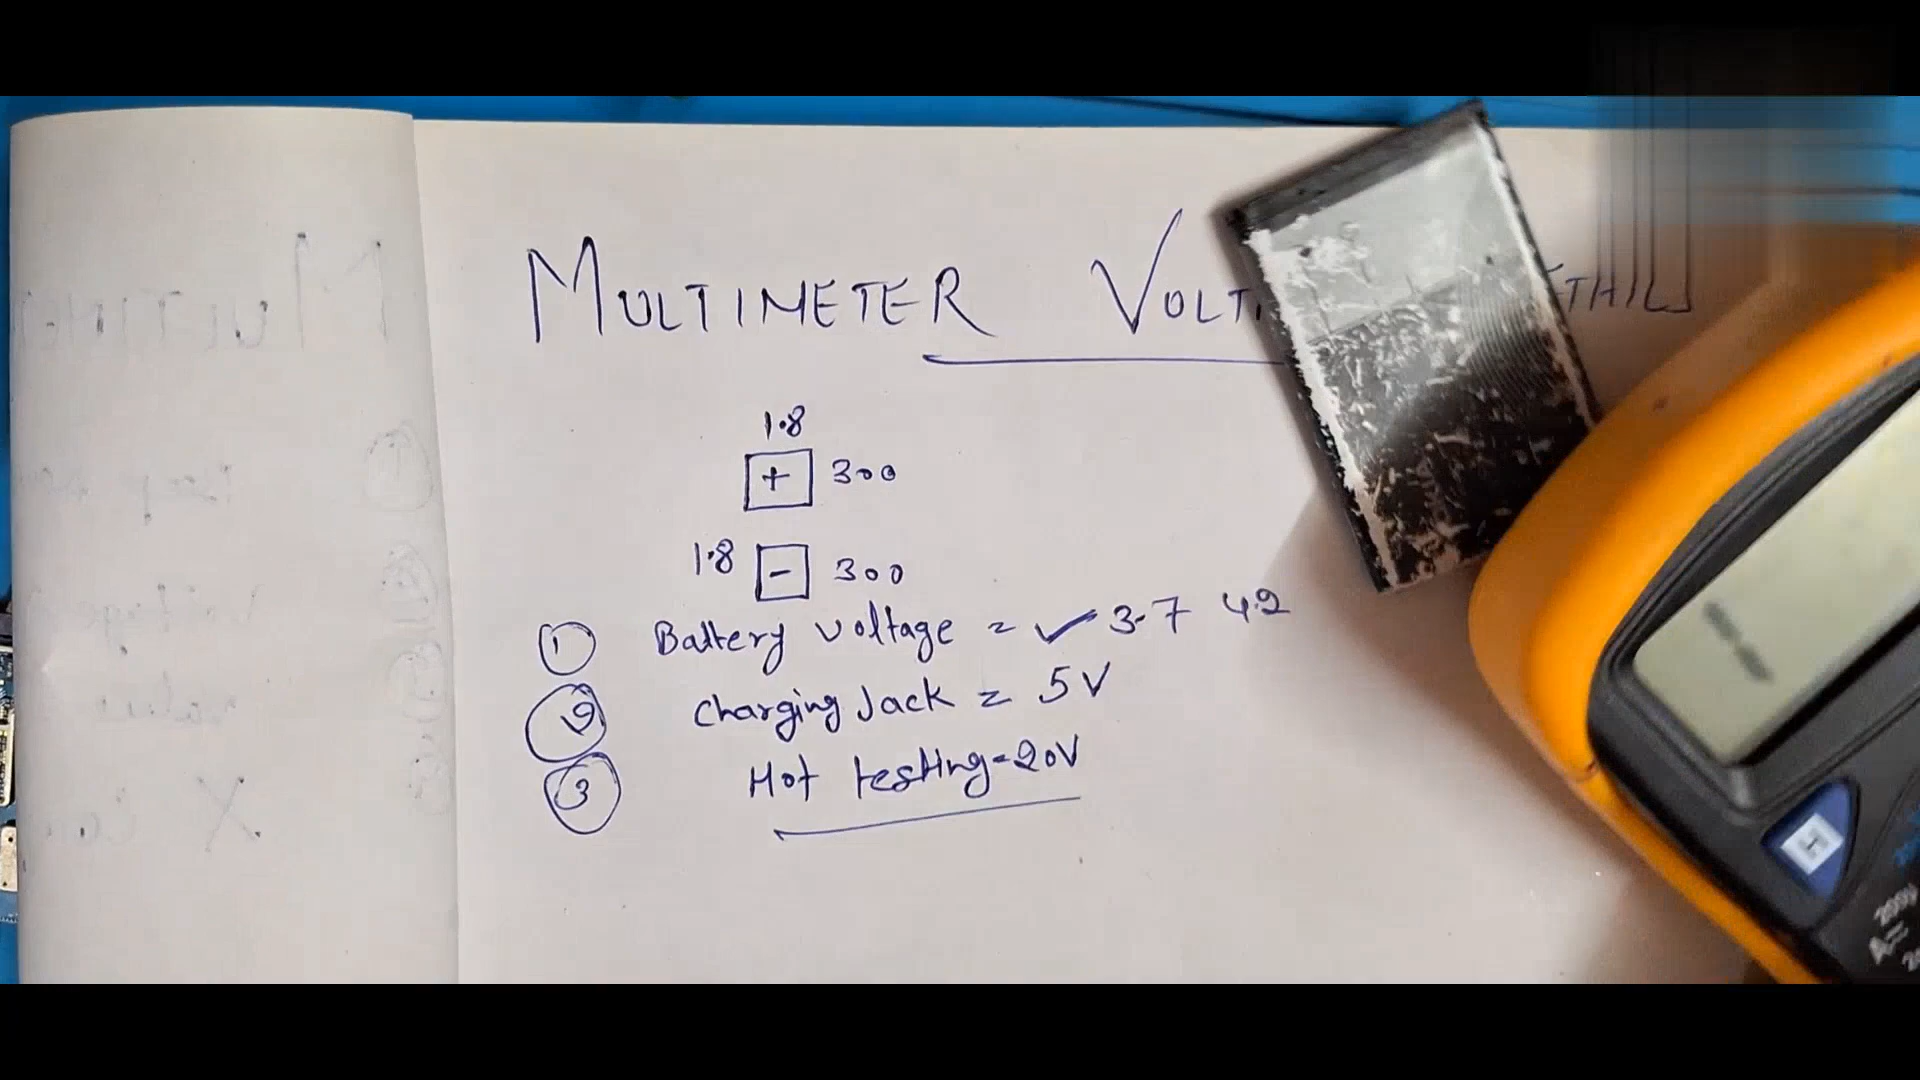 MULTIMETER VOLT
1.8
+ 300
1.8 - 300
① Battery voltage = ✓ 3.7 4.2
② Charging Jack = 5V
③ Hot testing = 20V
H
200
A